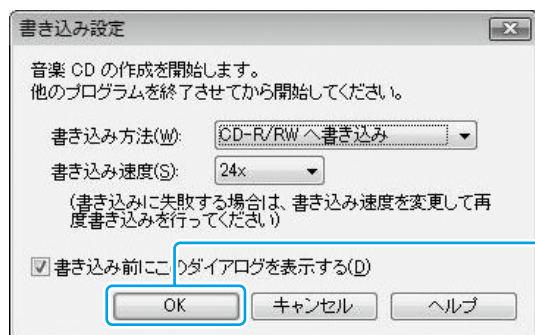 書き込み設定
音楽 CD の作成を開始します。
他のプログラムを終了させてから開始してください。
書き込み方法(W): CD-R/RW へ書き込み
書き込み速度(S): 24x
(書き込みに失敗する場合は、書き込み速度を変更して再
度書き込みを行ってください)
書き込み前にこのダイアログを表示する(D)
OK キャンセル ヘルプ